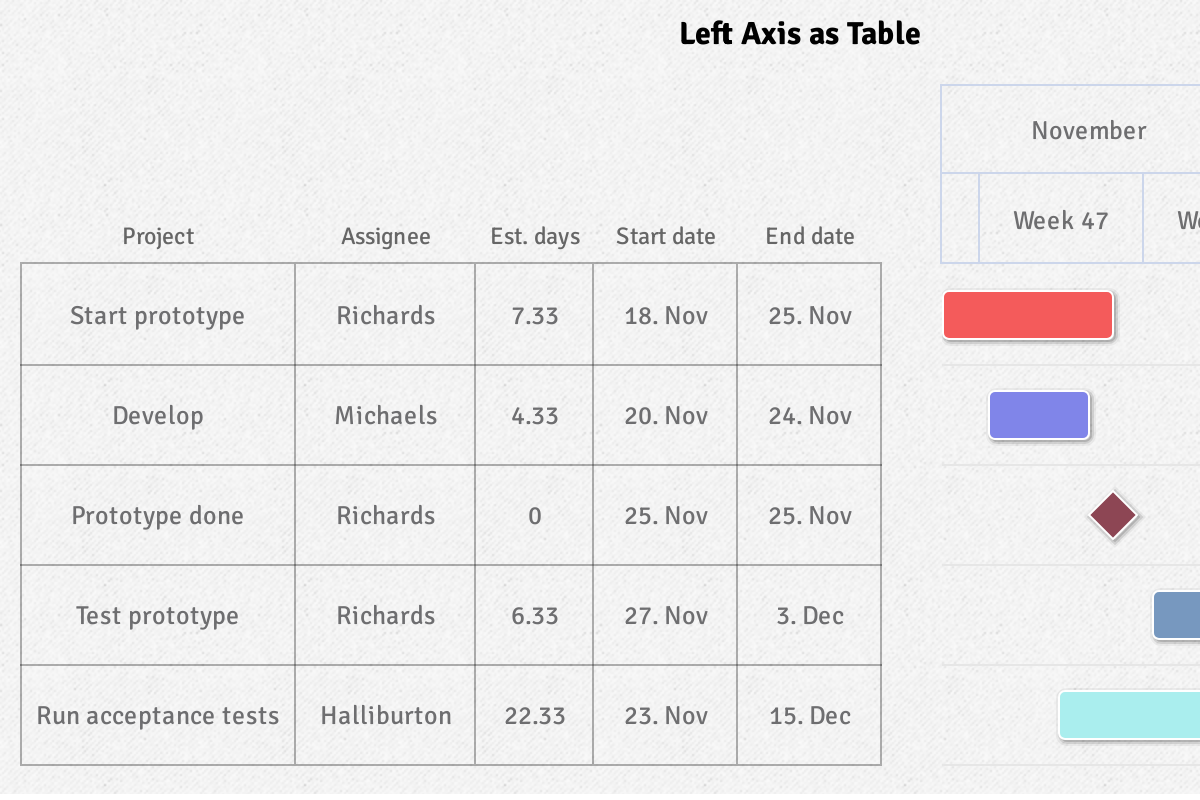 Left Axis as Table
November
Week 47
Project Assignee Est. days Start date End date
Start prototype Richards 7.33 18. Nov 25. Nov
Develop Michaels 4.33 20. Nov 24. Nov
Prototype done Richards 0 25. Nov 25. Nov
Test prototype Richards 6.33 27. Nov 3. Dec
Run acceptance tests Halliburton 22.33 23. Nov 15. Dec